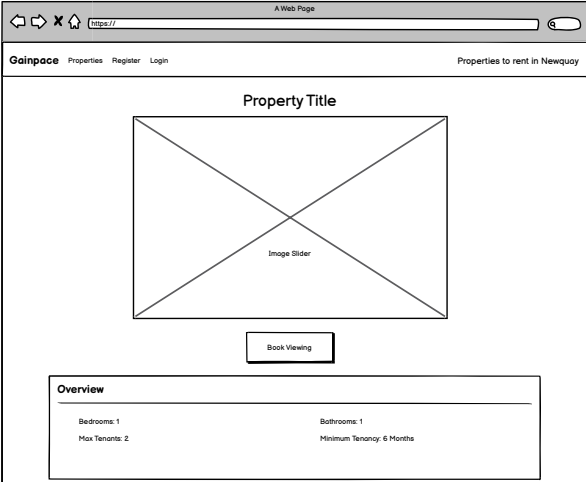 A Web Page
https://
Gainpace Properties Register Login Properties to rent in Newquay
Property Title
Image Slider
Book Viewing
Overview
Bedrooms: 1 Bathrooms: 1
Max Tenants: 2 Minimum Tenancy: 6 Months